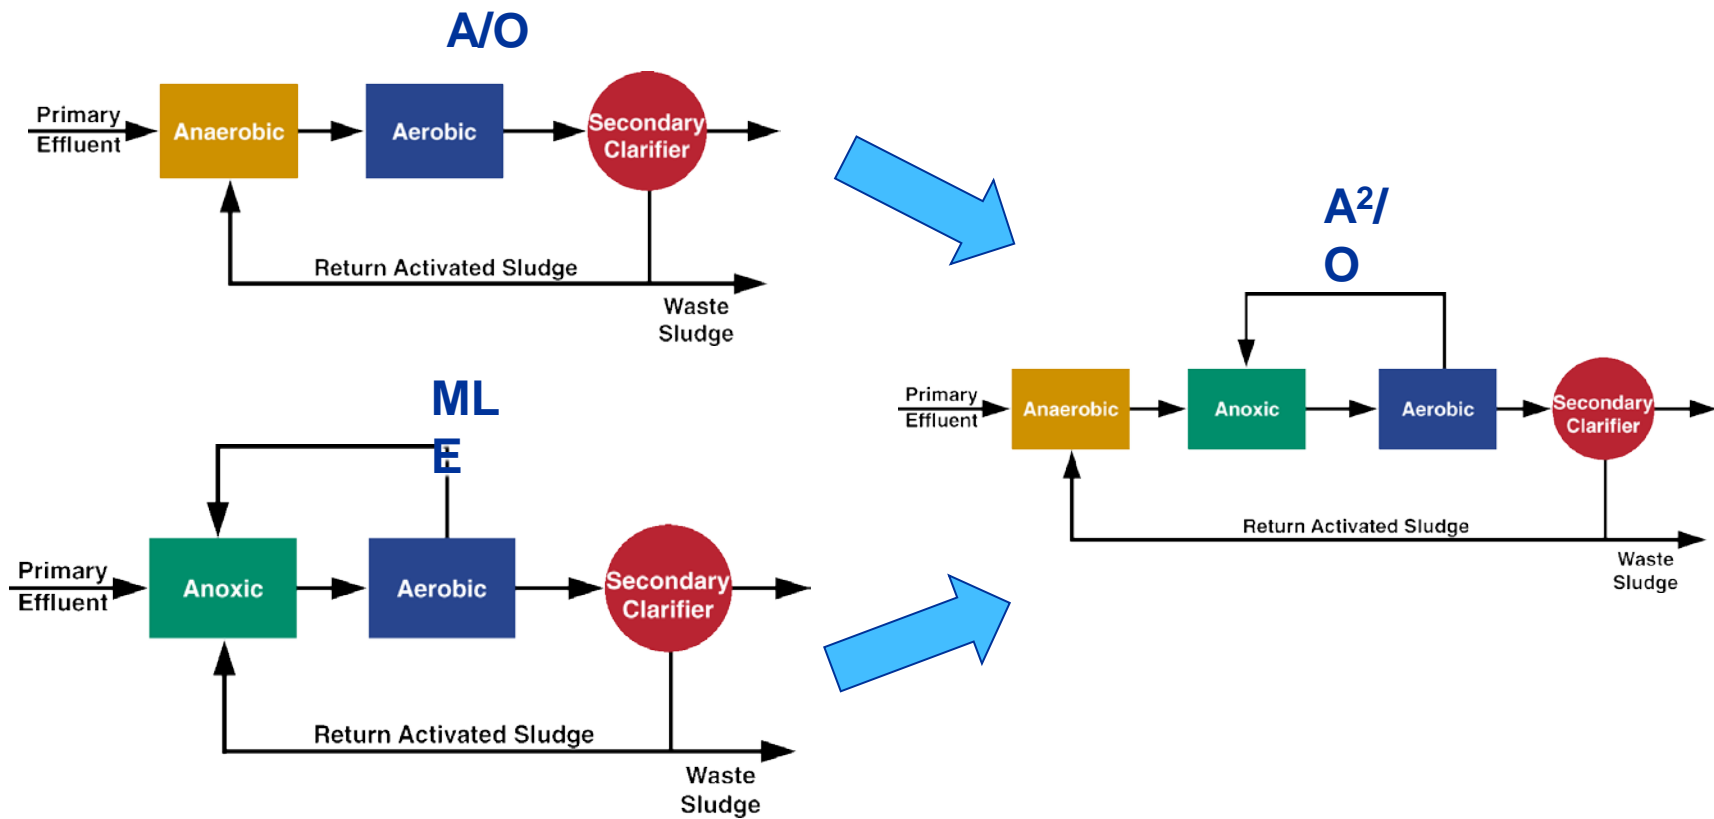 A/O
Primary
Effluent
Anaerobic
Aerobic
Secondary
Clarifier
Return Activated Sludge
Waste
Sludge
ML
E
Primary
Effluent
Anoxic
Aerobic
Secondary
Clarifier
Return Activated Sludge
Waste
Sludge
A²/
O
Primary
Effluent
Anaerobic
Anoxic
Aerobic
Secondary
Clarifier
Return Activated Sludge
Waste
Sludge